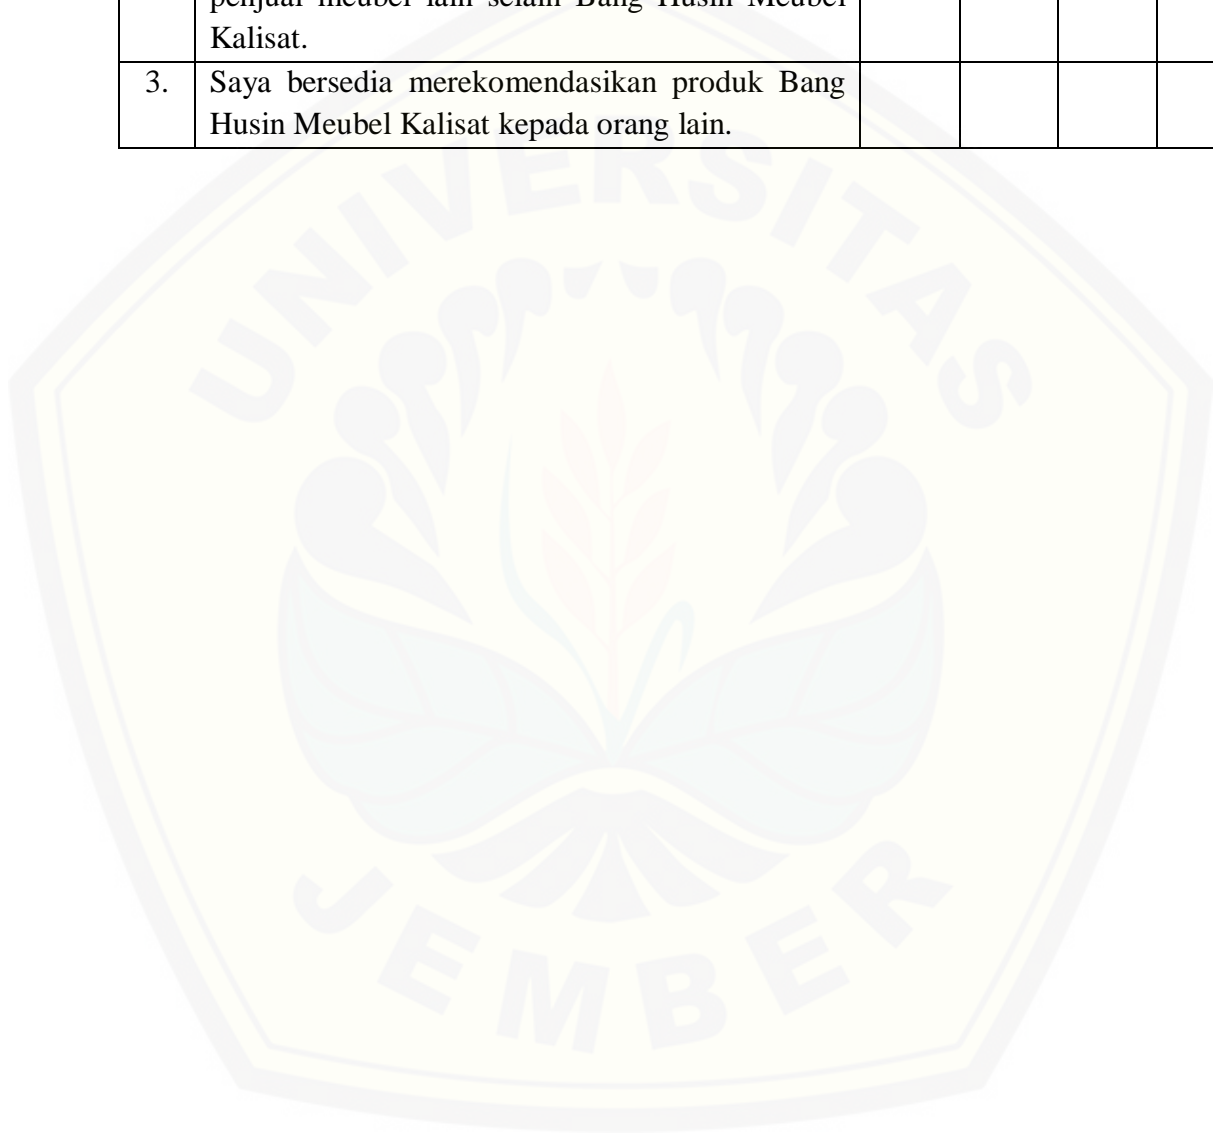 penjual meubel lain selain Bang Husin Meubel
Kalisat.
3. Saya bersedia merekomendasikan produk Bang
Husin Meubel Kalisat kepada orang lain.
UNIVERSITAS
JEMBER